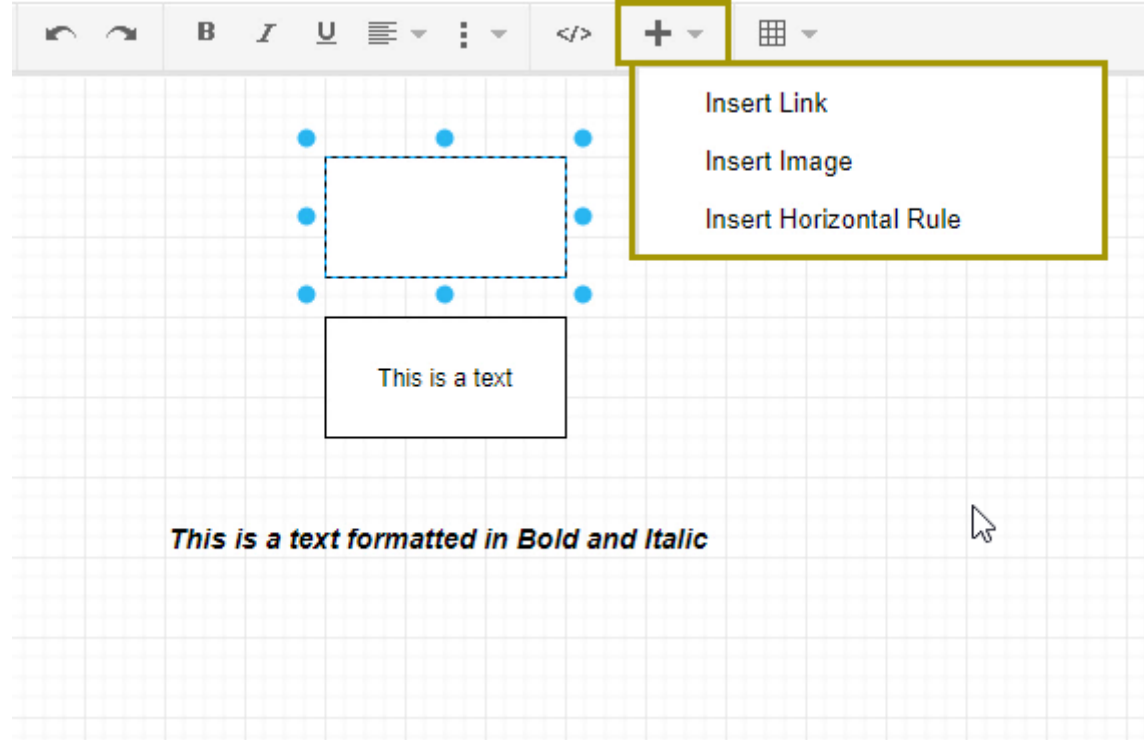 B I U </>
Insert Link
Insert Image
Insert Horizontal Rule
This is a text
This is a text formatted in Bold and Italic